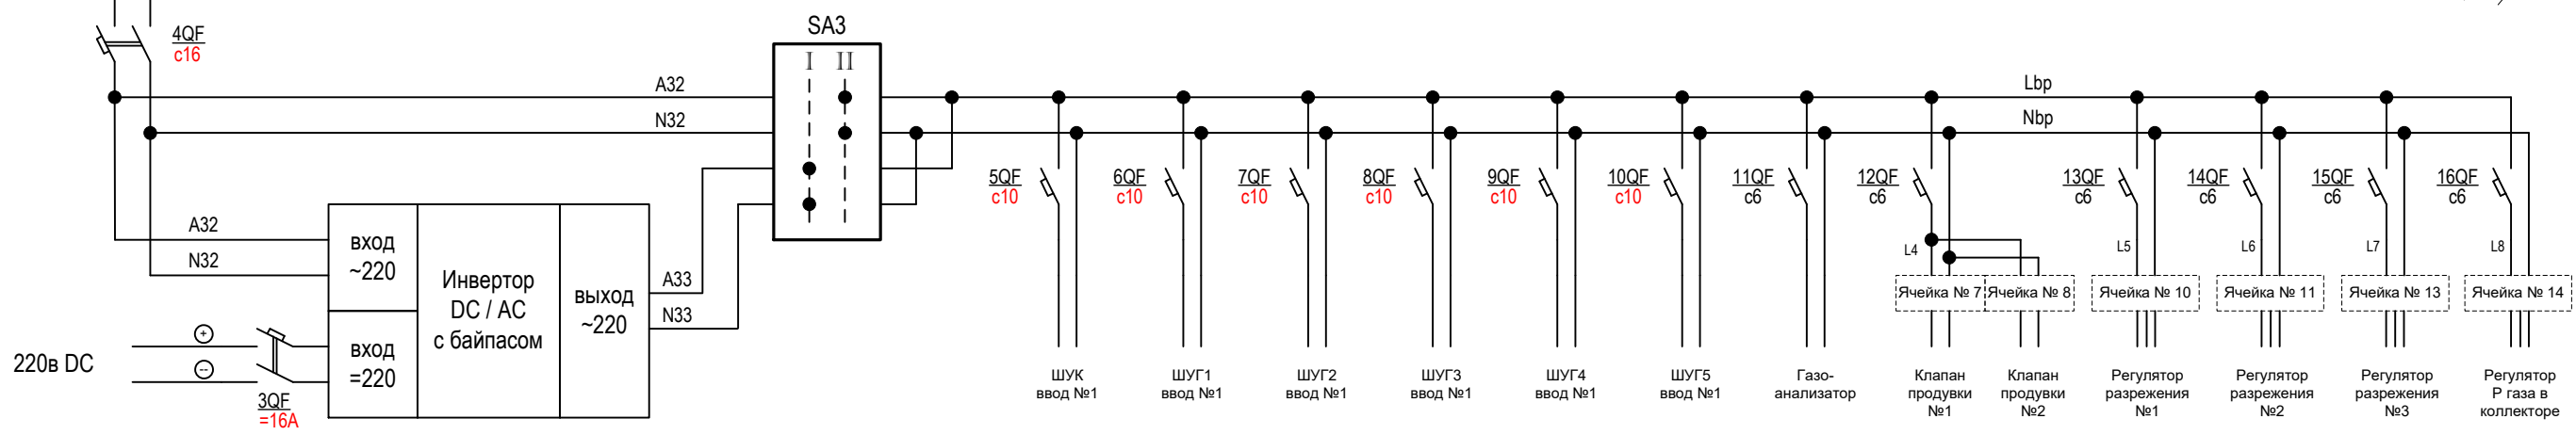 4QF
c16
SA3
I II
A32
N32
Lbp
Nbp
5QF
c10
6QF
c10
7QF
c10
8QF
c10
9QF
c10
10QF
c10
11QF
c6
12QF
c6
13QF
c6
14QF
c6
15QF
c6
16QF
c6
A32
N32
вход
~220
Инвертор
DC / AC
с байпасом
выход
~220
A33
N33
L4
L5
L6
L7
L8
Ячейка № 7
Ячейка № 8
Ячейка № 10
Ячейка № 11
Ячейка № 13
Ячейка № 14
220в DC
+
--
3QF
=16A
вход
=220
ШУК
ввод №1
ШУГ1
ввод №1
ШУГ2
ввод №1
ШУГ3
ввод №1
ШУГ4
ввод №1
ШУГ5
ввод №1
Газо-
анализатор
Клапан
продувки
№1
Клапан
продувки
№2
Регулятор
разрежения
№1
Регулятор
разрежения
№2
Регулятор
разрежения
№3
Регулятор
Р газа в
коллекторе